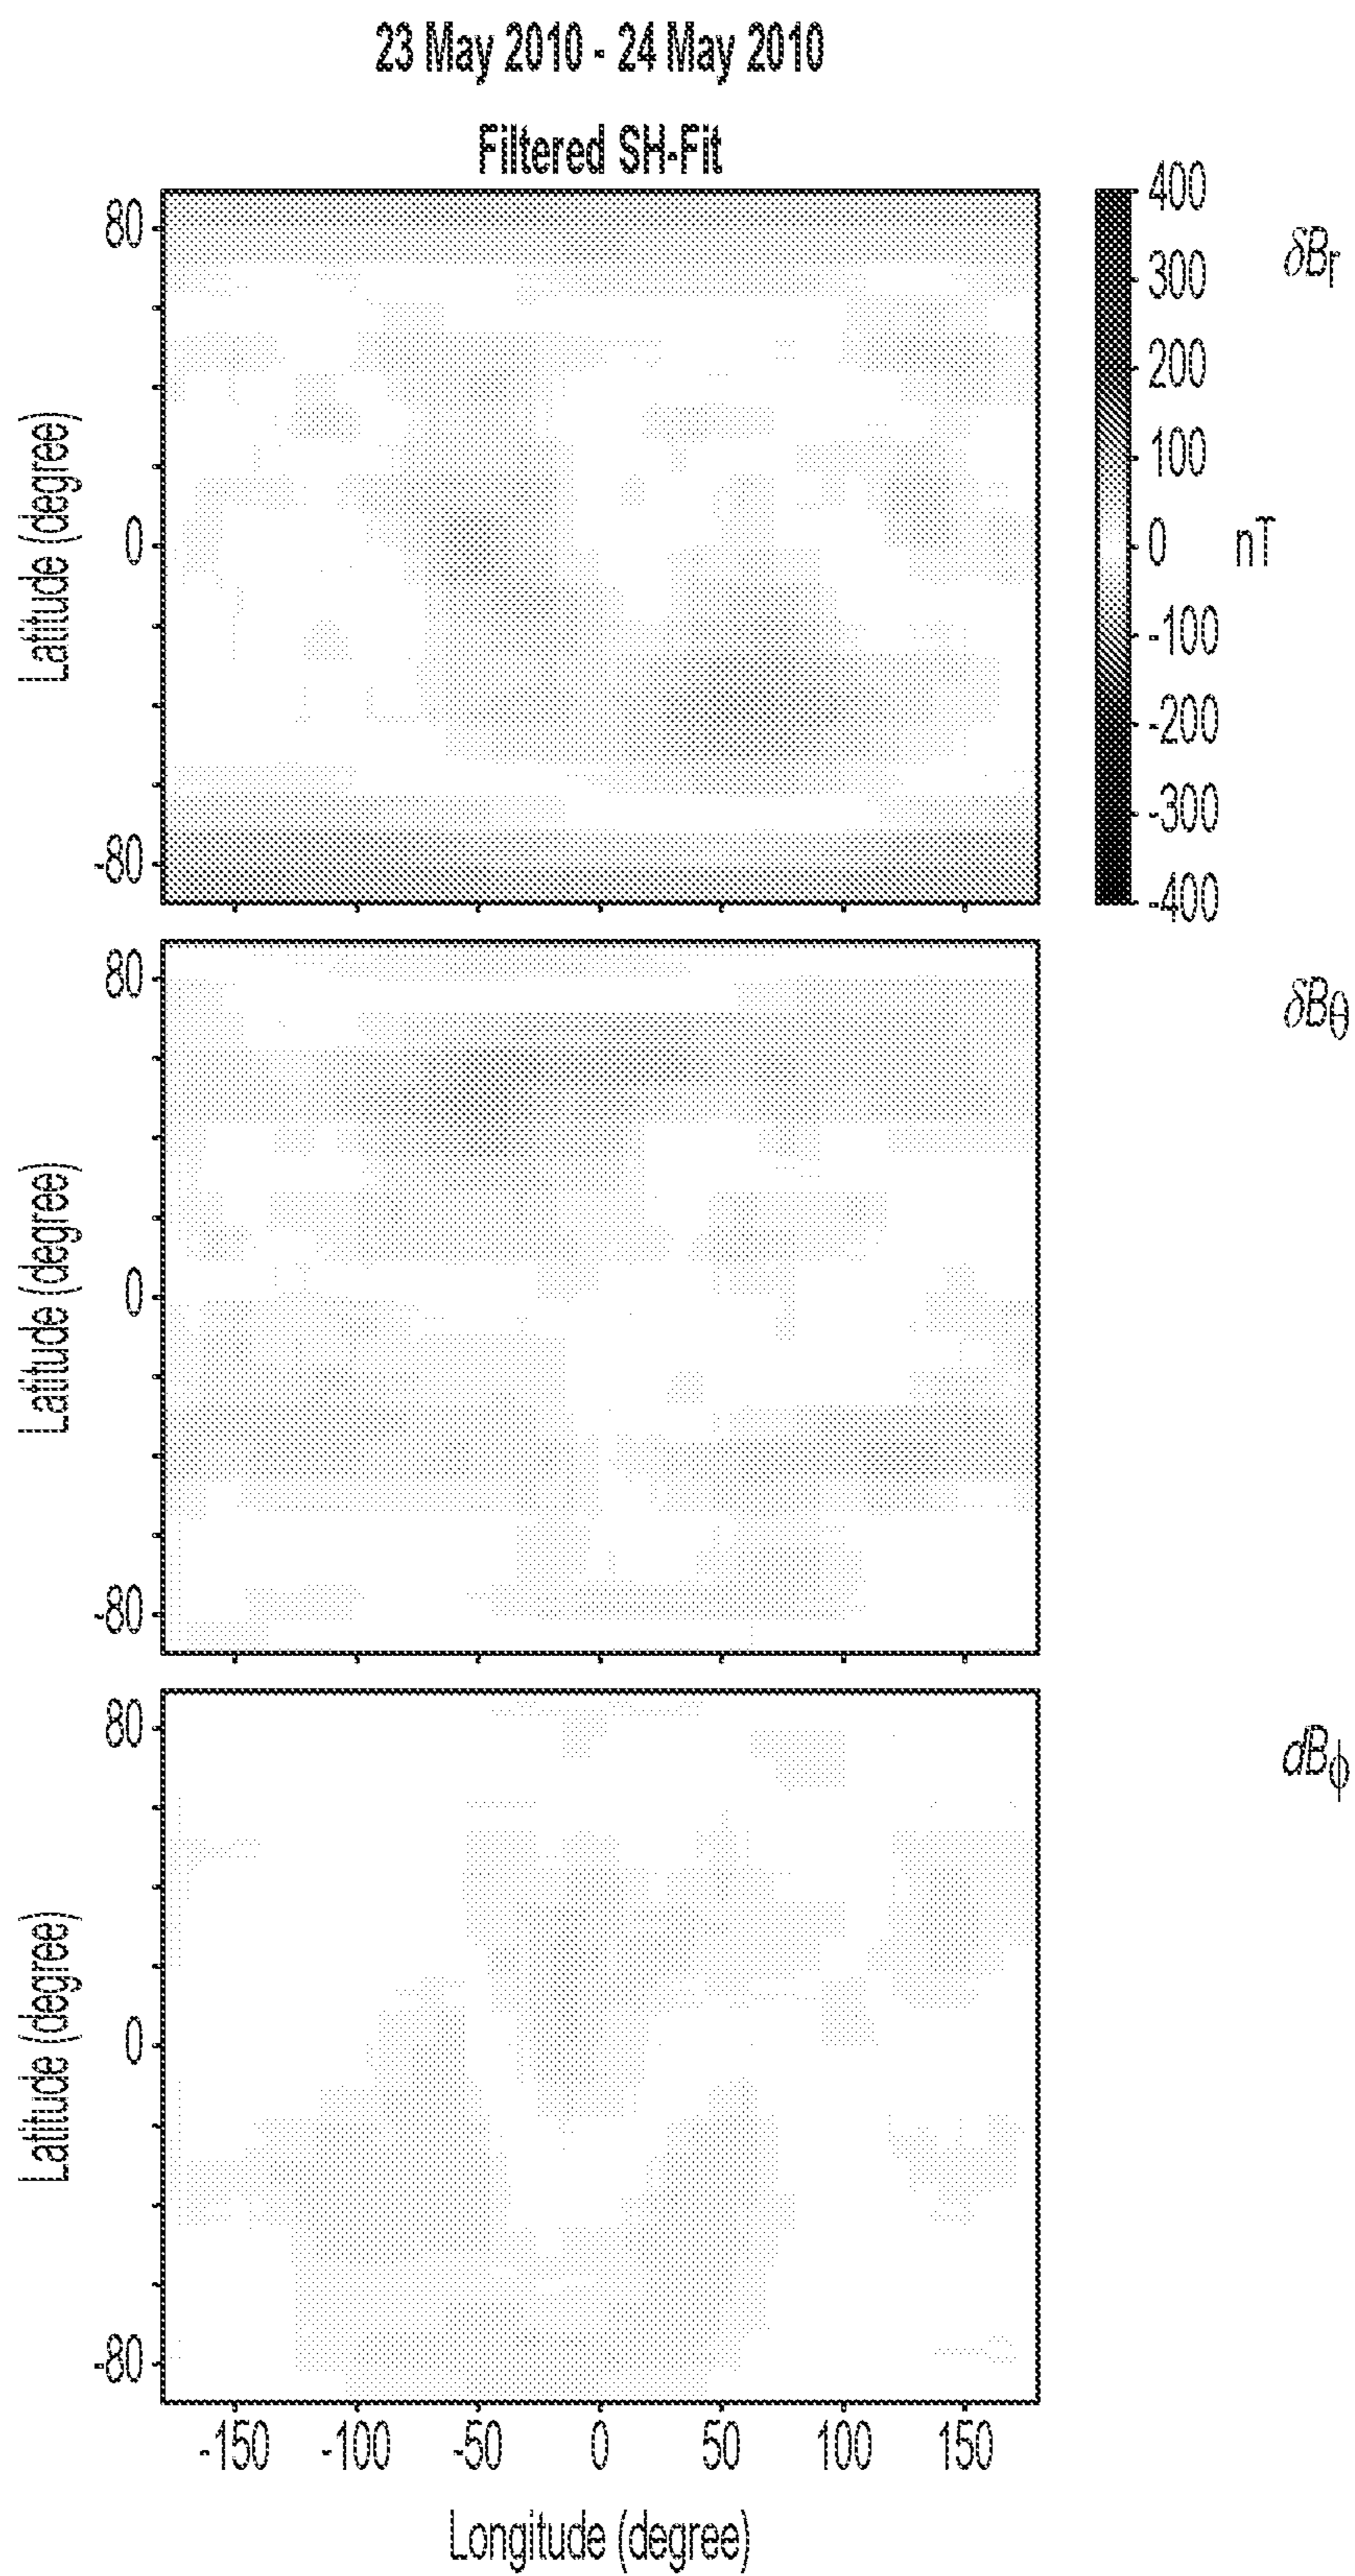 23 May 2010 - 24 May 2010
Filtered SH-Fit
80
0
-80
Latitude (degree)
400
300
200
100
0
-100
-200
-300
-400
nT
δBr
80
0
-80
Latitude (degree)
δBθ
80
0
-80
Latitude (degree)
dBϕ
-150 -100 -50 0 50 100 150
Longitude (degree)